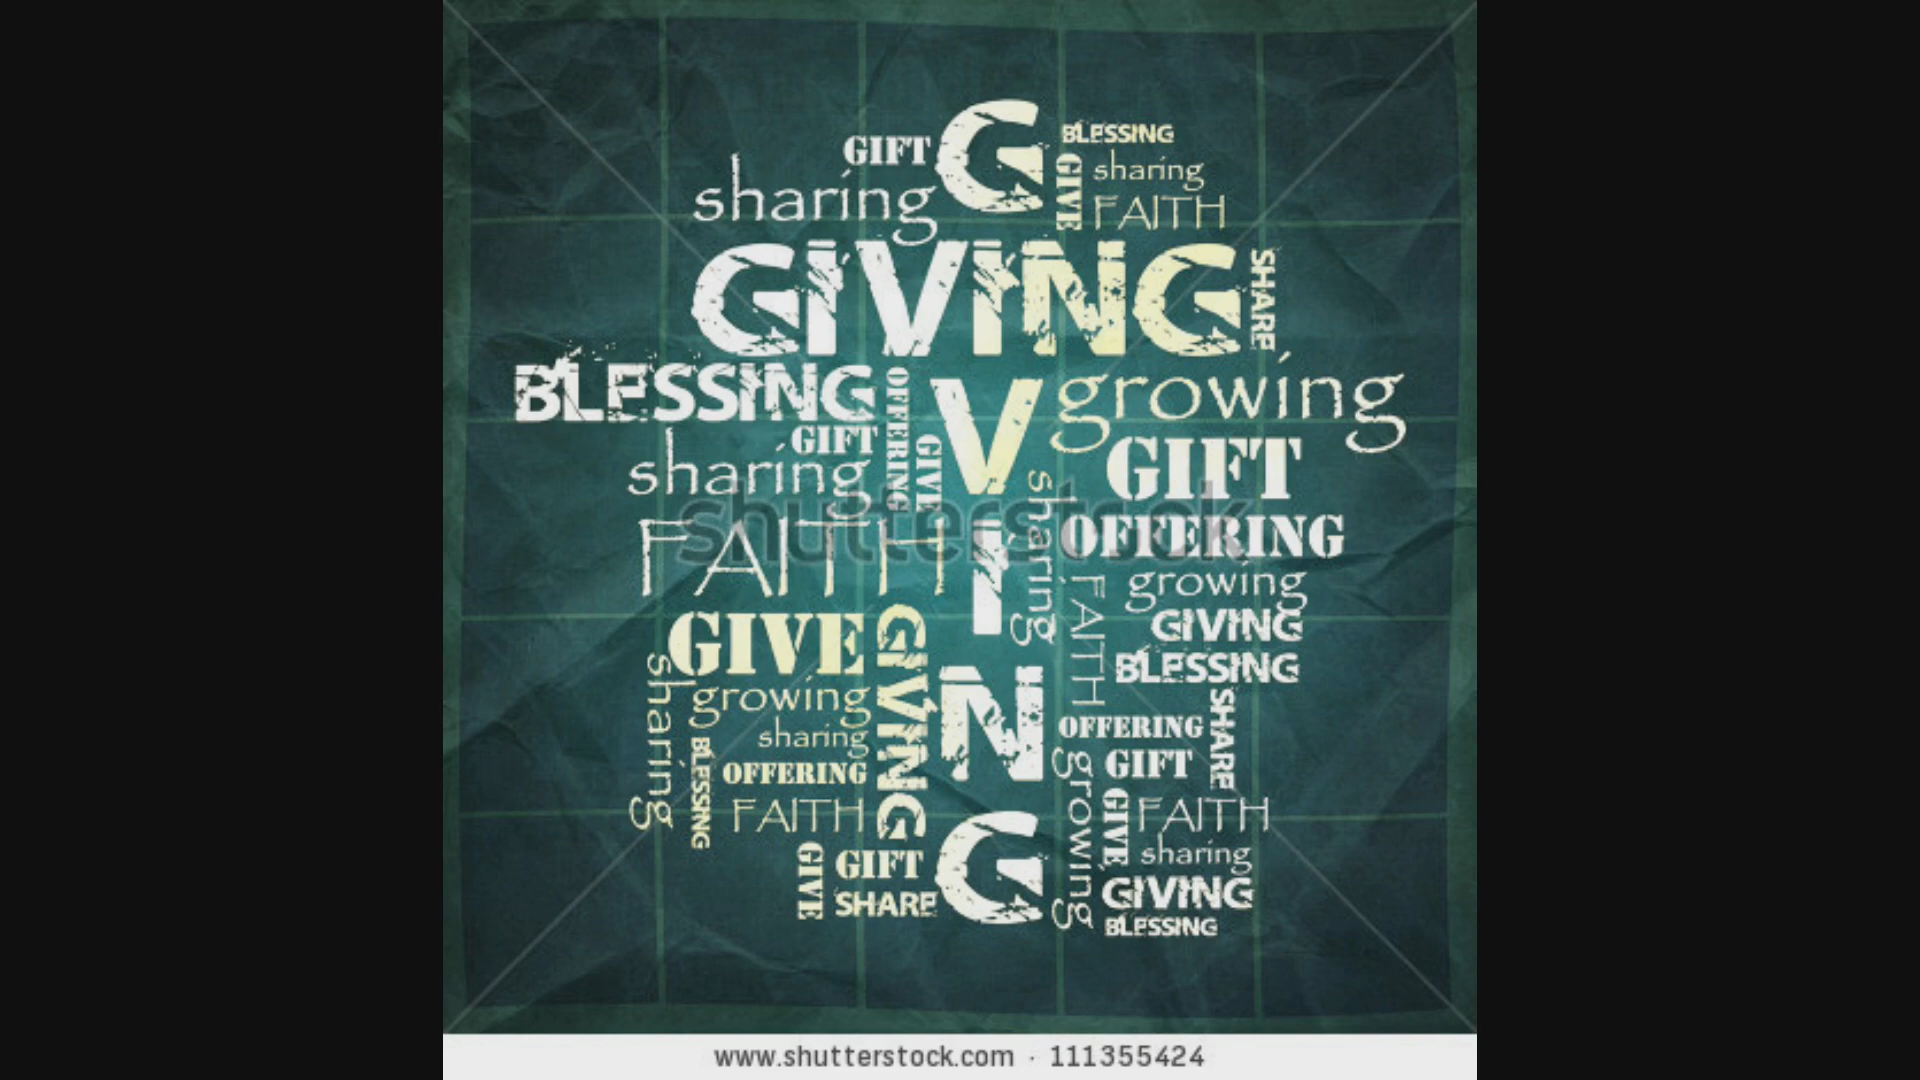 G
GIFT
BLESSING
sharing
GIVE
sharing
FAITH
GIVING
SHARE
BLESSING
OFFERING
V
growing
GIFT
GIVE
GIFT
sharing
sharing
shutterstock
FAITH
I
OFFERING
FAITH
growing
GIVING
GIVE
GIVING
BLESSING
sharing
growing
N
SHARE
sharing
BLESSING
OFFERING
OFFERING
growing
GIFT
FAITH
GIVE
FAITH
G
sharing
GIVE
GIFT
GIVING
SHARE
BLESSING
www.shutterstock.com · 111355424